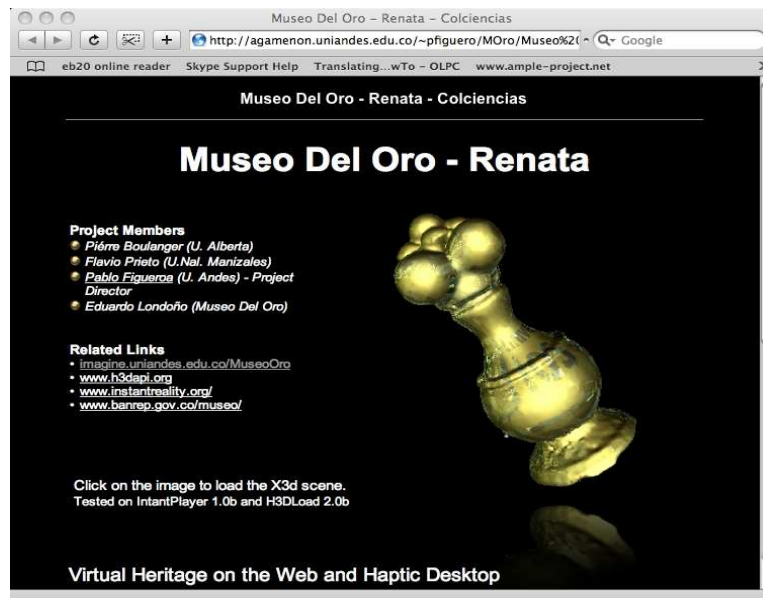 Museo Del Oro – Renata – Colciencias
http://agamenon.uniandes.edu.co/~pfiguero/MOro/Museo%20
Google
eb20 online reader Skype Support Help Translating...wTo – OLPC www.ample-project.net
Museo Del Oro - Renata - Colciencias
Museo Del Oro - Renata
Project Members
Piérre Boulanger (U. Alberta)
Flavio Prieto (U.Nal. Manizales)
Pablo Figueroa (U. Andes) - Project
Director
Eduardo Londoño (Museo Del Oro)
Related Links
• imagine.uniandes.edu.co/MuseoOro
• www.h3dapi.org
• www.instantreality.org/
• www.banrep.gov.co/museo/
Click on the image to load the X3d scene.
Tested on IntantPlayer 1.0b and H3DLoad 2.0b
Virtual Heritage on the Web and Haptic Desktop